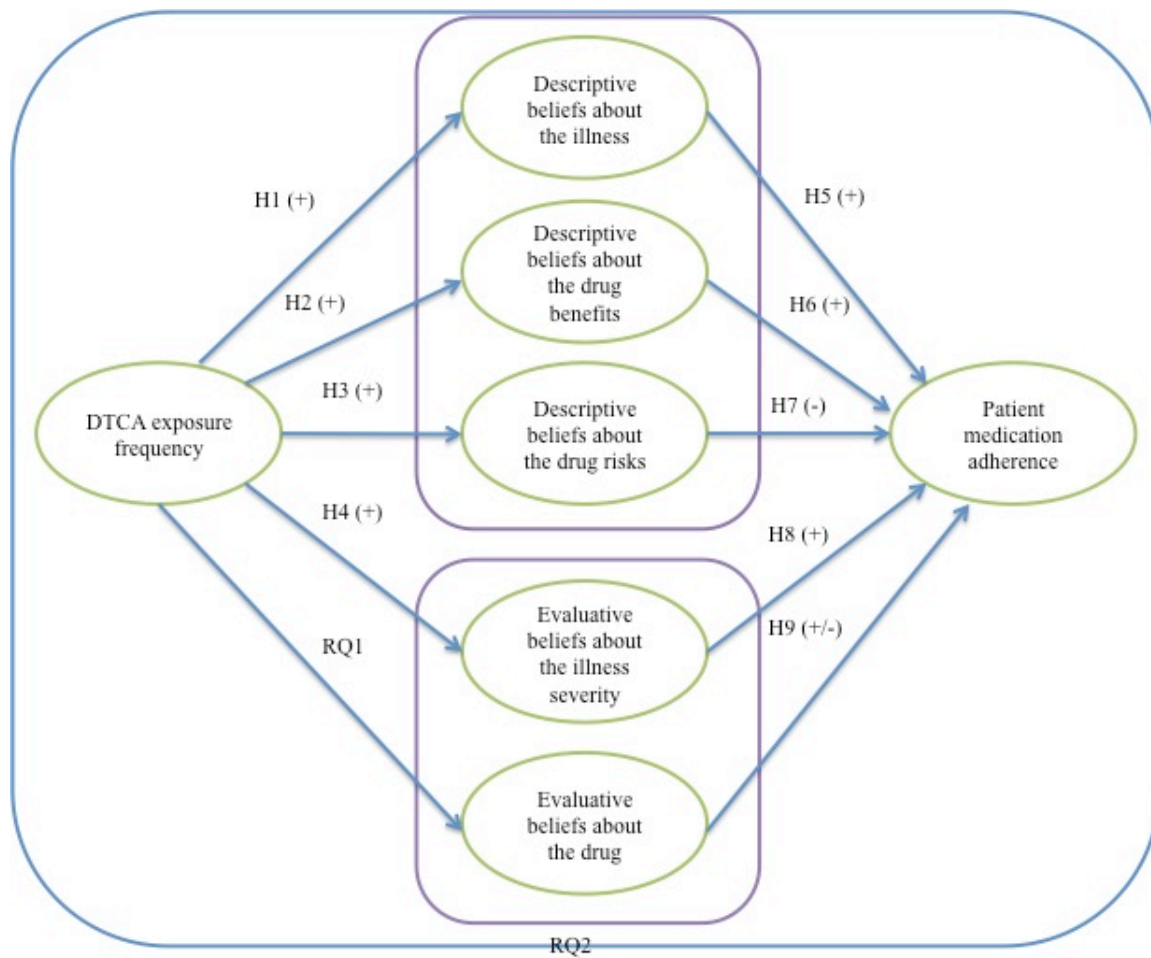 Descriptive
beliefs about
the illness
H1 (+)
H5 (+)
Descriptive
beliefs about
the drug
benefits
H2 (+)
H6 (+)
H3 (+)
H7 (-)
DTCA exposure
frequency
Descriptive
beliefs about
the drug risks
Patient
medication
adherence
H4 (+)
H8 (+)
Evaluative
beliefs about
the illness
severity
RQ1
H9 (+/-)
Evaluative
beliefs about
the drug
RQ2